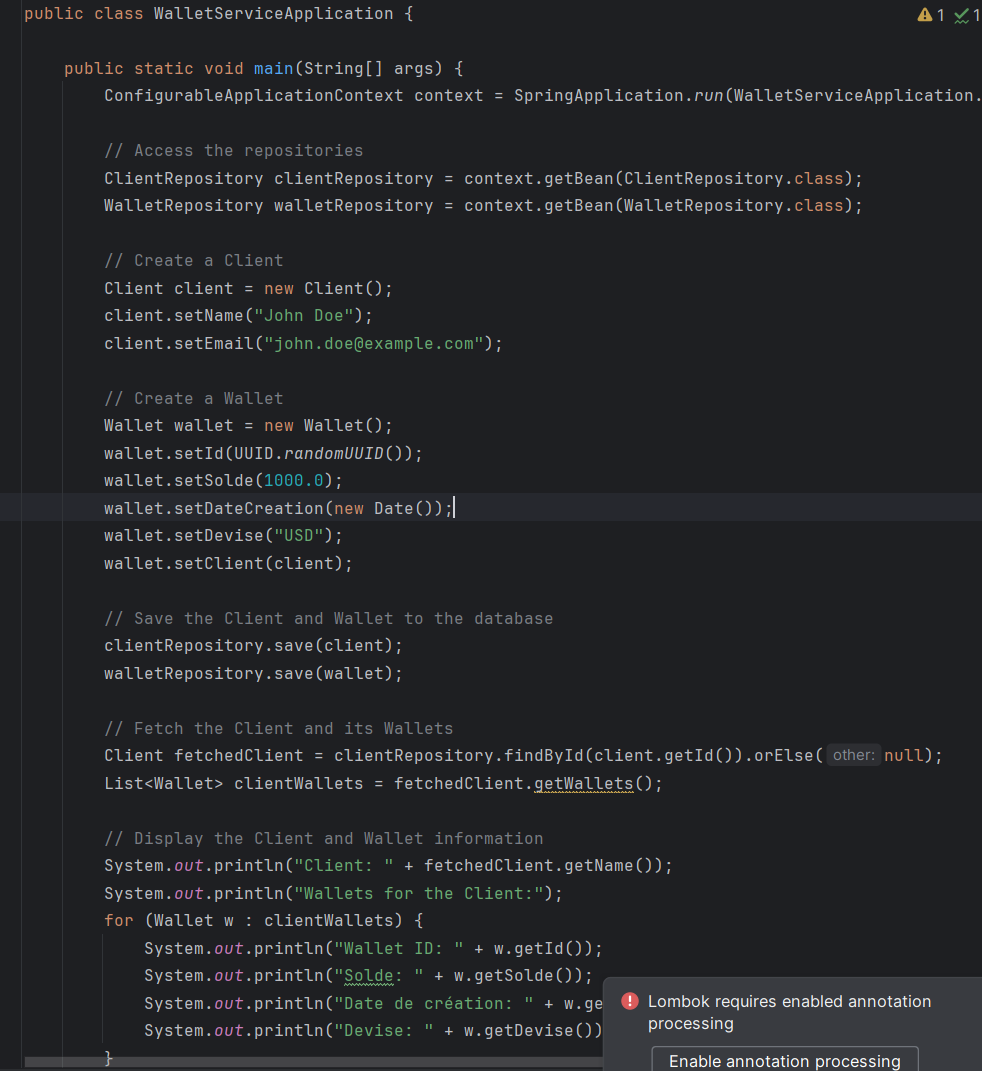 public class WalletServiceApplication {
1 1
public static void main(String[] args) {
ConfigurableApplicationContext context = SpringApplication.run(WalletServiceApplication.
// Access the repositories
ClientRepository clientRepository = context.getBean(ClientRepository.class);
WalletRepository walletRepository = context.getBean(WalletRepository.class);
// Create a Client
Client client = new Client();
client.setName("John Doe");
client.setEmail("john.doe@example.com");
// Create a Wallet
Wallet wallet = new Wallet();
wallet.setId(UUID.randomUUID());
wallet.setSolde(1000.0);
wallet.setDateCreation(new Date());
wallet.setDevise("USD");
wallet.setClient(client);
// Save the Client and Wallet to the database
clientRepository.save(client);
walletRepository.save(wallet);
// Fetch the Client and its Wallets
Client fetchedClient = clientRepository.findById(client.getId()).orElse( other: null);
List<Wallet> clientWallets = fetchedClient.getWallets();
// Display the Client and Wallet information
System.out.println("Client: " + fetchedClient.getName());
System.out.println("Wallets for the Client:");
for (Wallet w : clientWallets) {
System.out.println("Wallet ID: " + w.getId());
System.out.println("Solde: " + w.getSolde());
System.out.println("Date de création: " + w.ge
System.out.println("Devise: " + w.getDevise())
}
Lombok requires enabled annotation
processing
Enable annotation processing